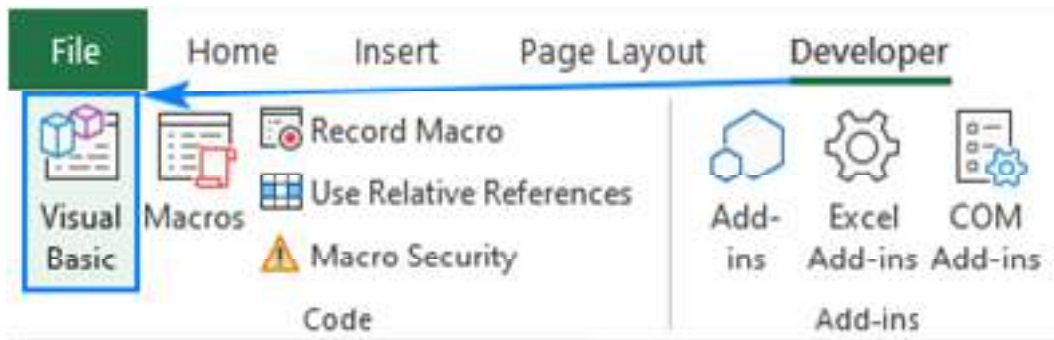 File Home Insert Page Layout Developer
Visual Basic
Macros
Record Macro
Use Relative References
Macro Security
Code
Add-ins
Excel Add-ins
COM Add-ins
Add-ins